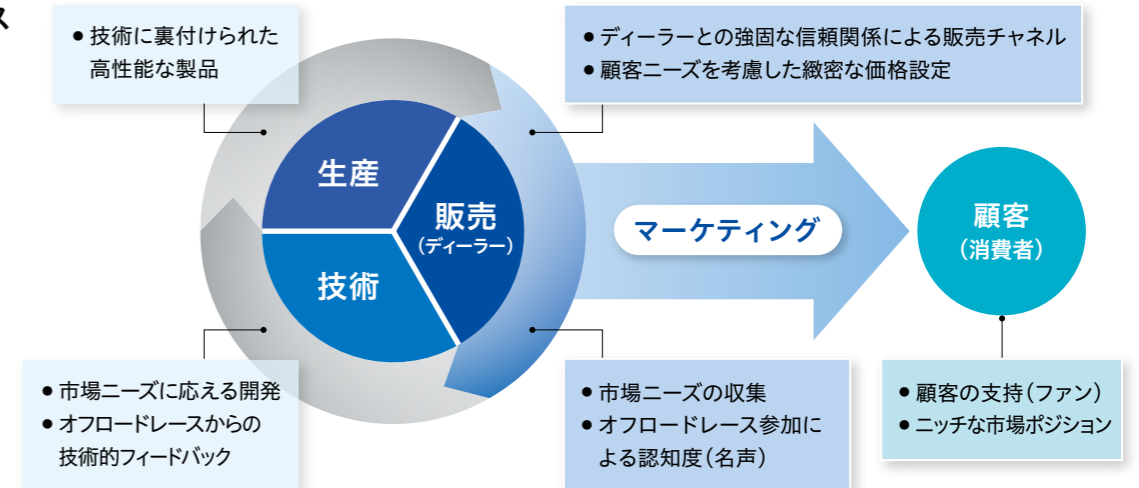 ス
● 技術に裏付けられた
高性能な製品
● ディーラーとの強固な信頼関係による販売チャネル
● 顧客ニーズを考慮した緻密な価格設定
生産
販売
（ディーラー）
技術
マーケティング
顧客
（消費者）
● 市場ニーズに応える開発
● オフロードレースからの
技術的フィードバック
● 市場ニーズの収集
● オフロードレース参加に
よる認知度（名声）
● 顧客の支持（ファン）
● ニッチな市場ポジション